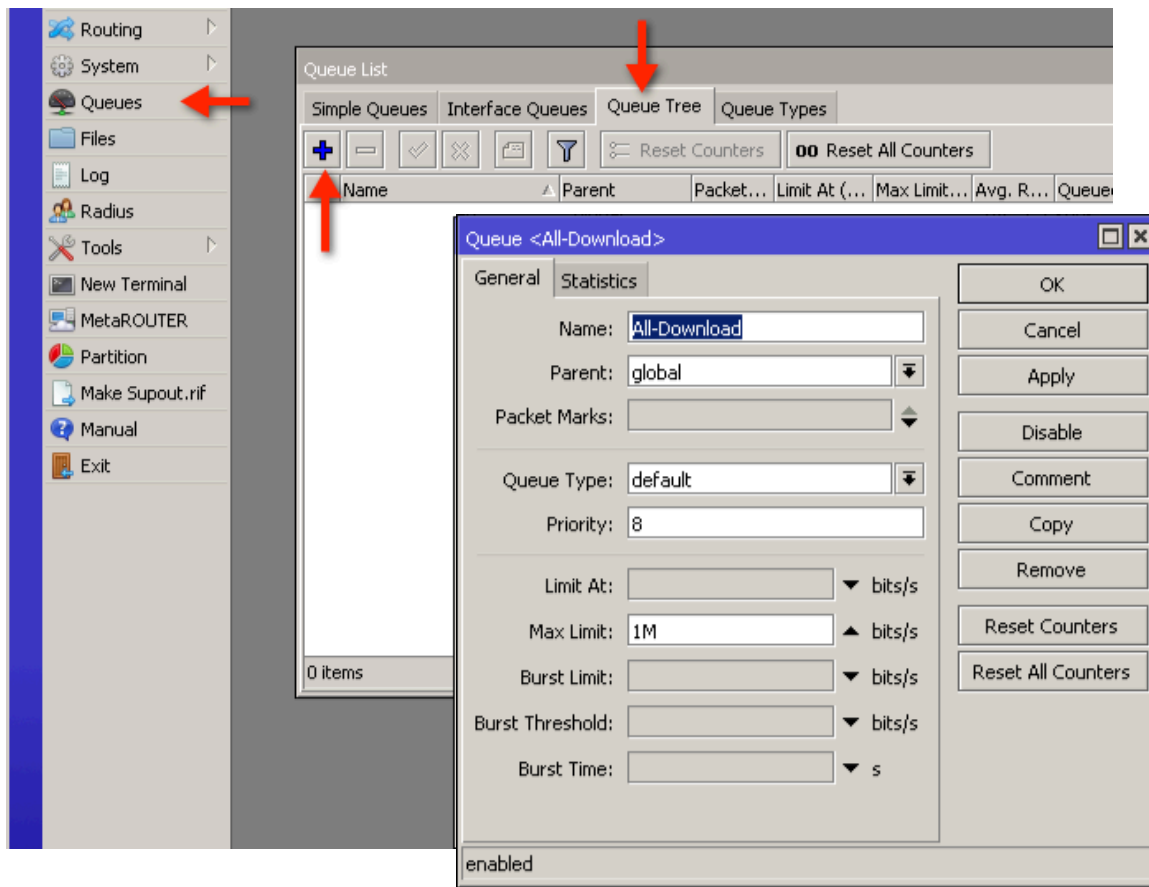 Routing
System
Queues
Files
Log
Radius
Tools
New Terminal
MetaROUTER
Partition
Make Supout.rif
Manual
Exit
Queue List
Simple Queues Interface Queues Queue Tree Queue Types
Reset Counters 00 Reset All Counters
Name Parent Packet... Limit At (... Max Limit... Avg. R... Queued
0 items
Queue <All-Download>
General Statistics
Name: All-Download
Parent: global
Packet Marks:
Queue Type: default
Priority: 8
Limit At: bits/s
Max Limit: 1M bits/s
Burst Limit: bits/s
Burst Threshold: bits/s
Burst Time: s
OK
Cancel
Apply
Disable
Comment
Copy
Remove
Reset Counters
Reset All Counters
enabled